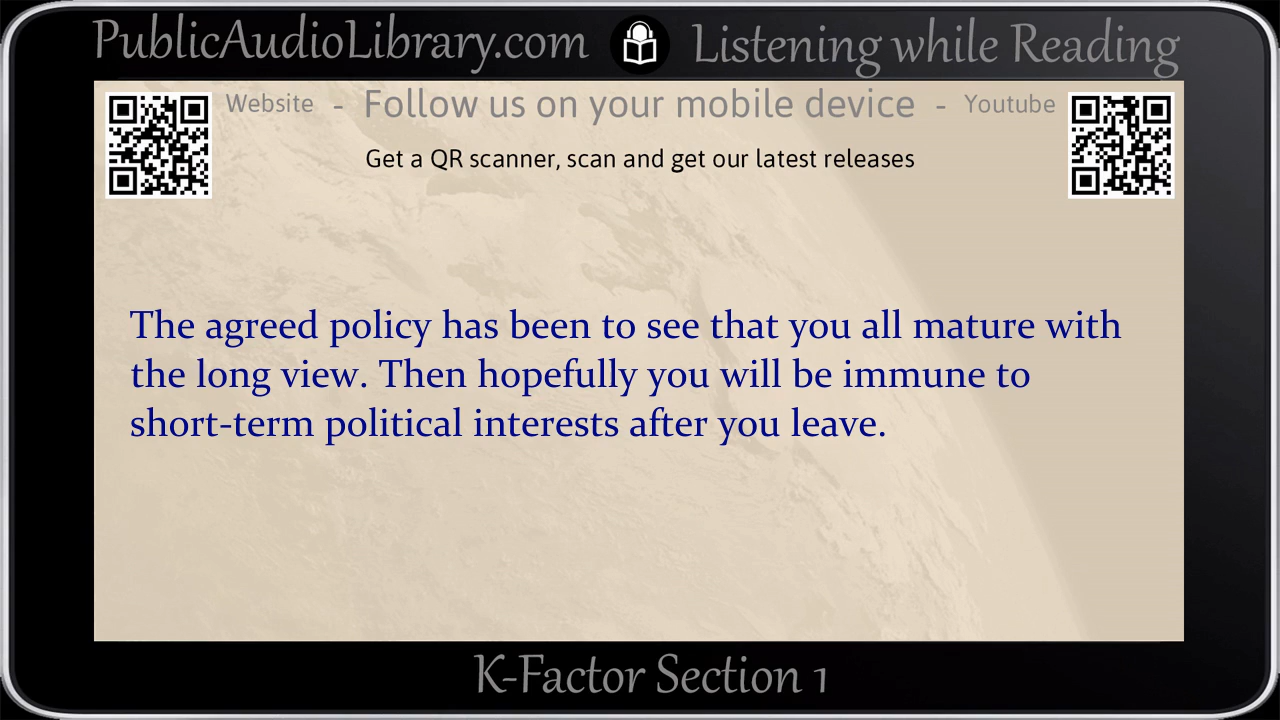 PublicAudioLibrary.com Listening while Reading
Website - Follow us on your mobile device - Youtube
Get a QR scanner, scan and get our latest releases
The agreed policy has been to see that you all mature with
the long view. Then hopefully you will be immune to
short-term political interests after you leave.
K-Factor Section 1